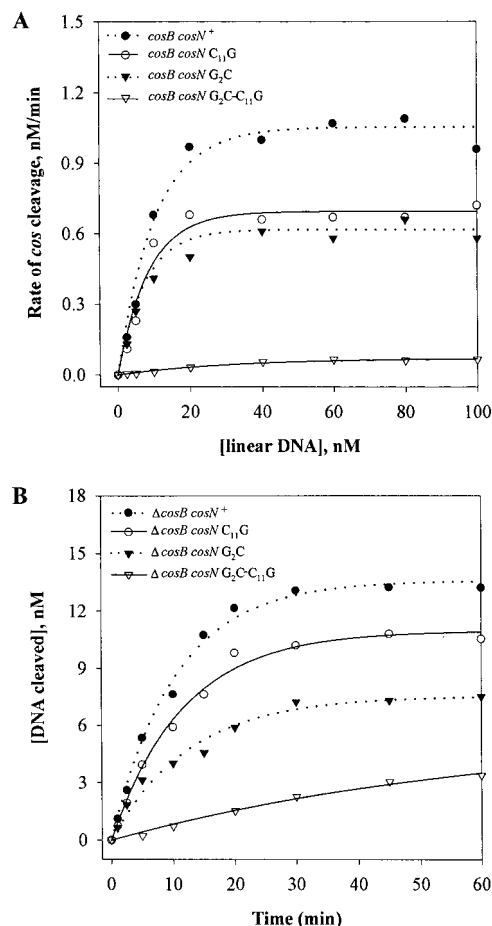 A
cosB cosN⁺
cosB cosN C₁₁G
cosB cosN G₂C
cosB cosN G₂C-C₁₁G
1.5
1.2
0.9
0.6
0.3
0.0
Rate of cos cleavage, nM/min
0 20 40 60 80 100
[linear DNA], nM
B
ΔcosB cosN⁺
ΔcosB cosN C₁₁G
ΔcosB cosN G₂C
ΔcosB cosN G₂C-C₁₁G
18
15
12
9
6
3
0
[DNA cleaved], nM
0 10 20 30 40 50 60
Time (min)